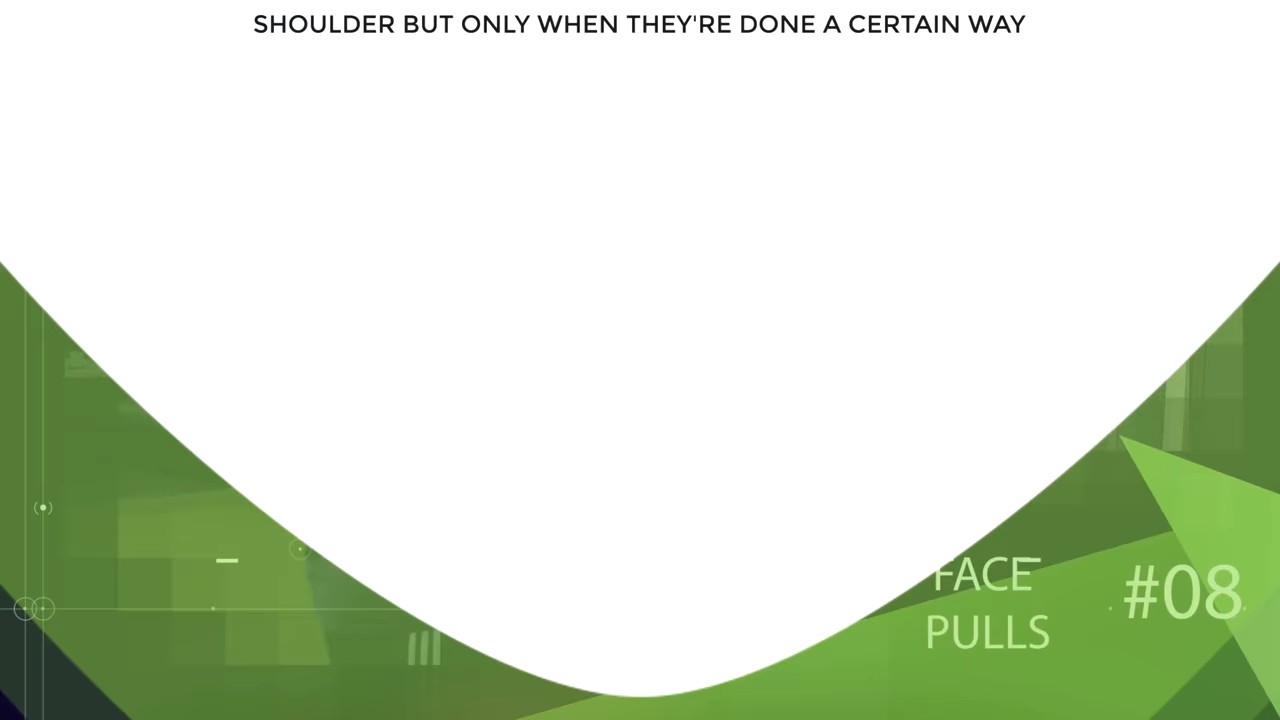 SHOULDER BUT ONLY WHEN THEY'RE DONE A CERTAIN WAY
FACE
PULLS
#08